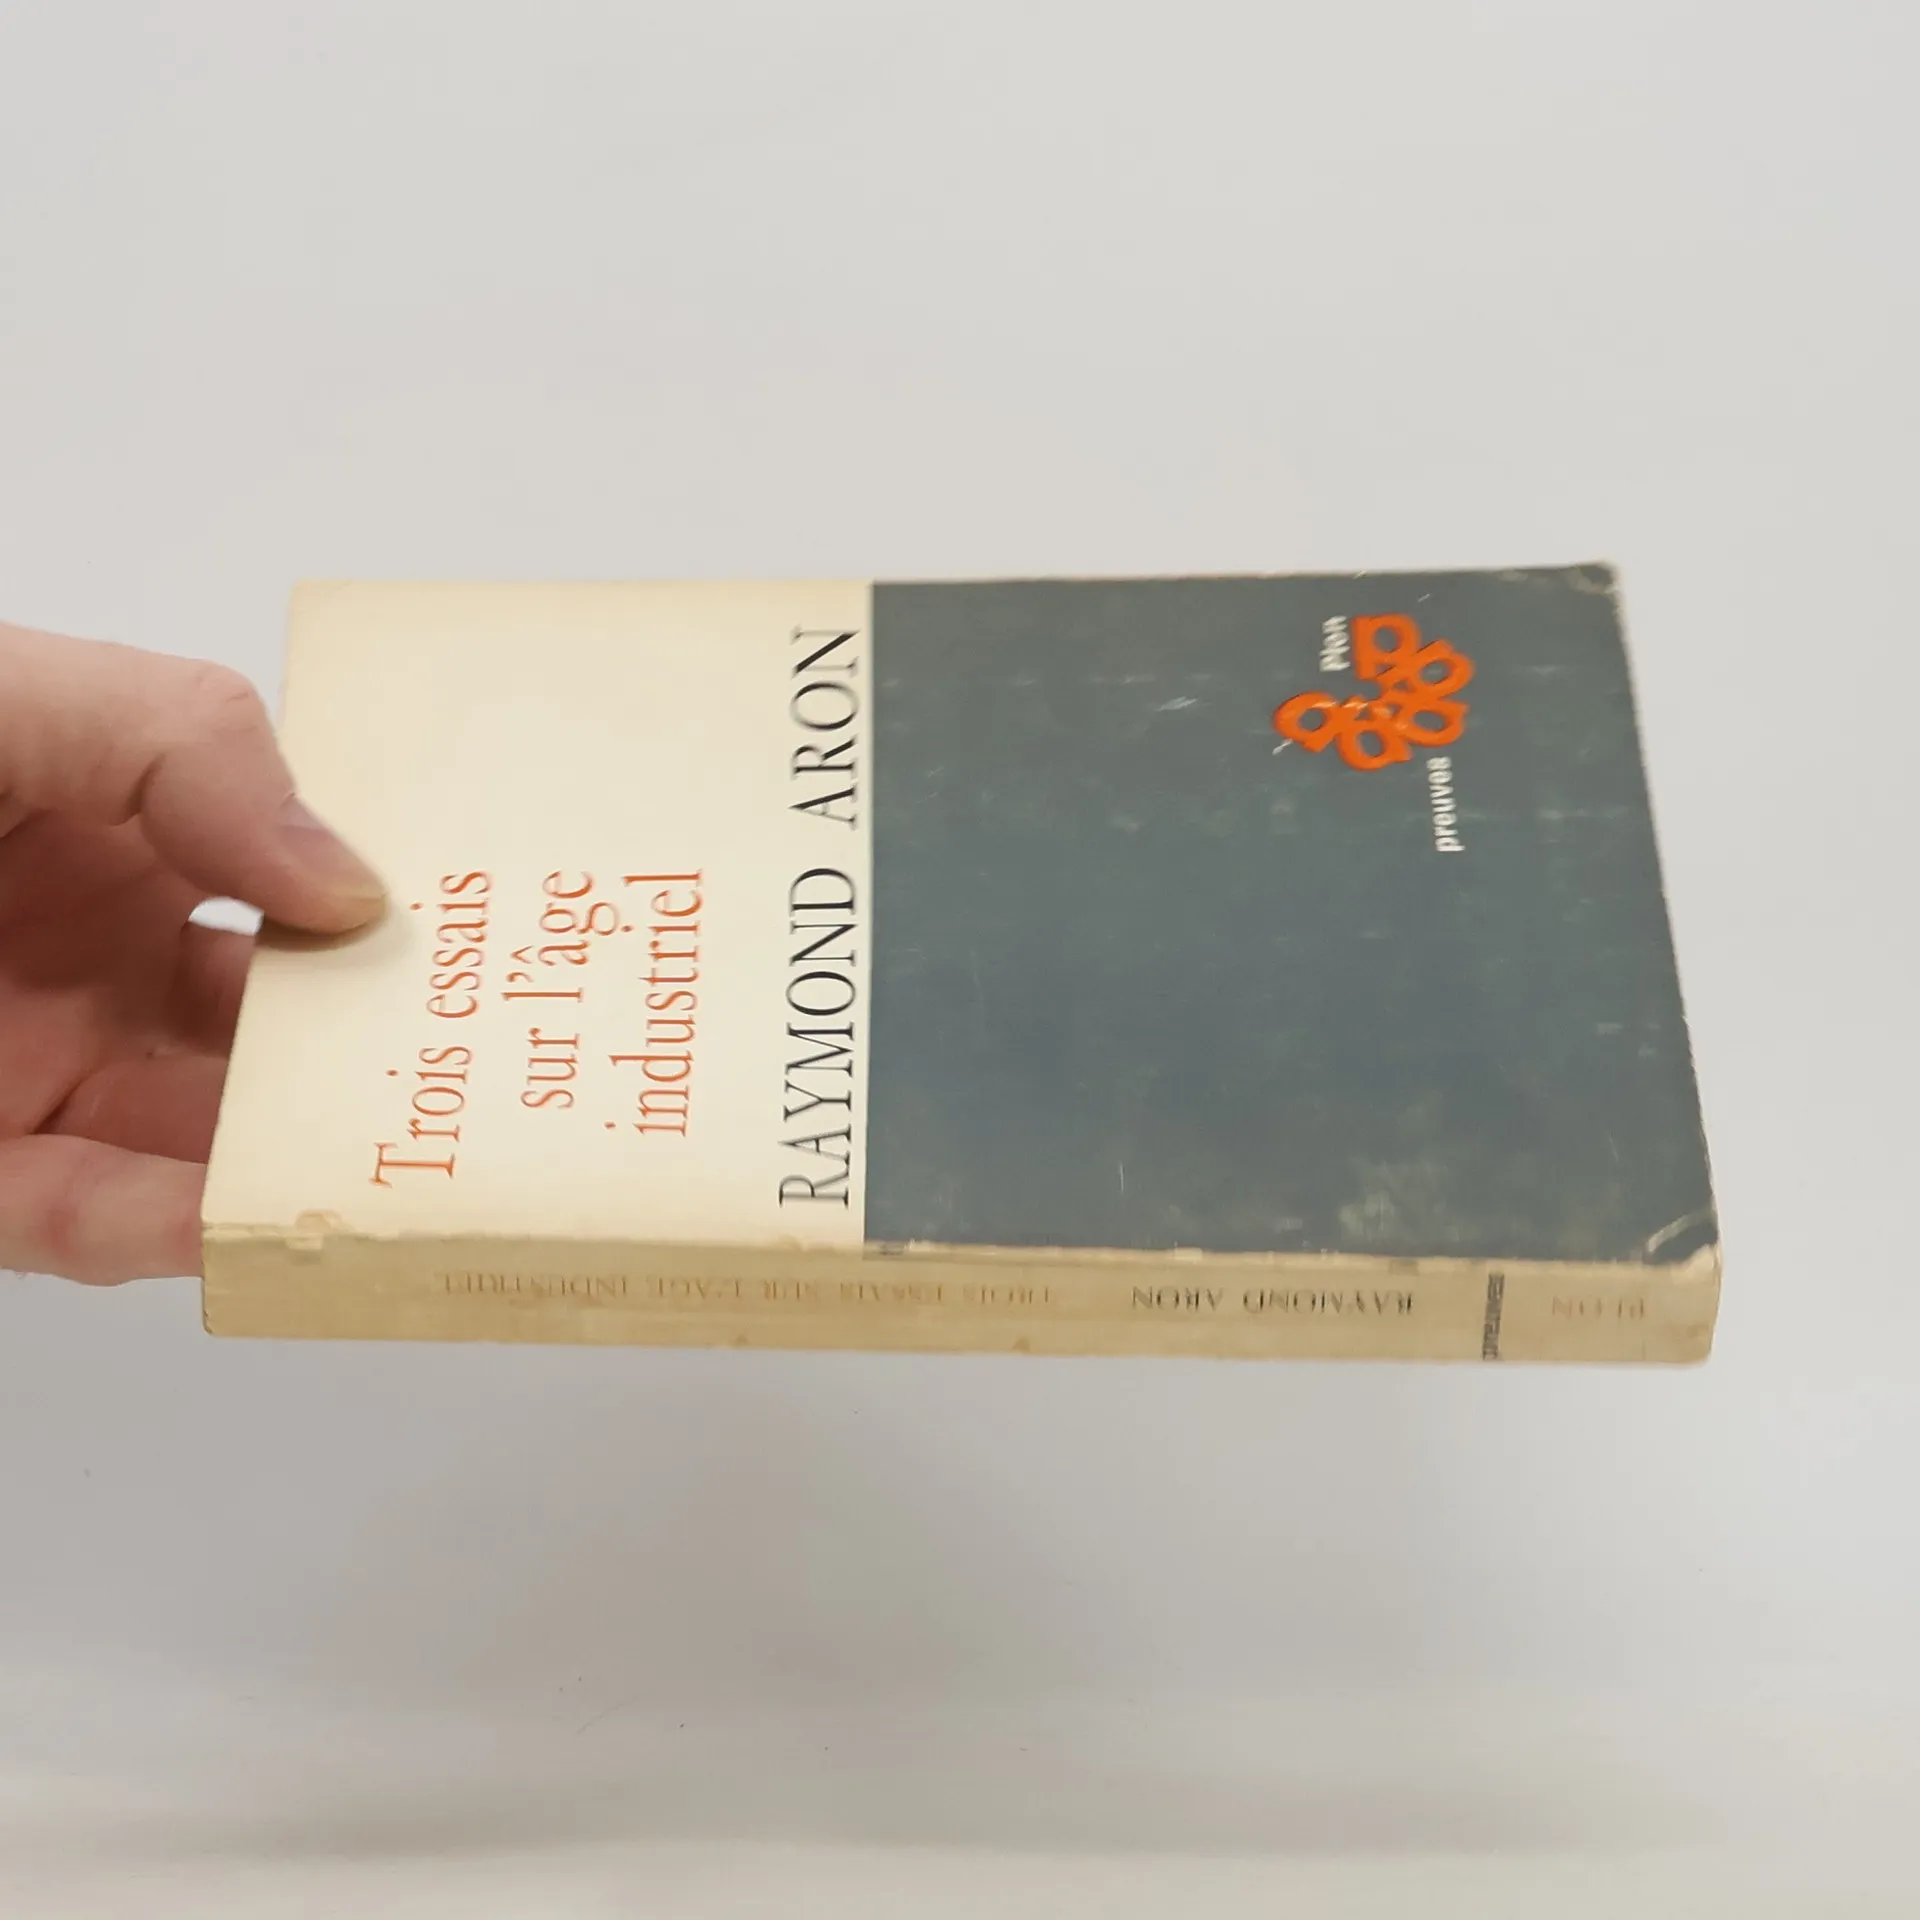 Trois essais
sur l'âge
industriel
RAYMOND ARON
plon
preuves
TROIS ESSAIS SUR L'AGE INDUSTRIEL
RAYMOND ARON
PLON